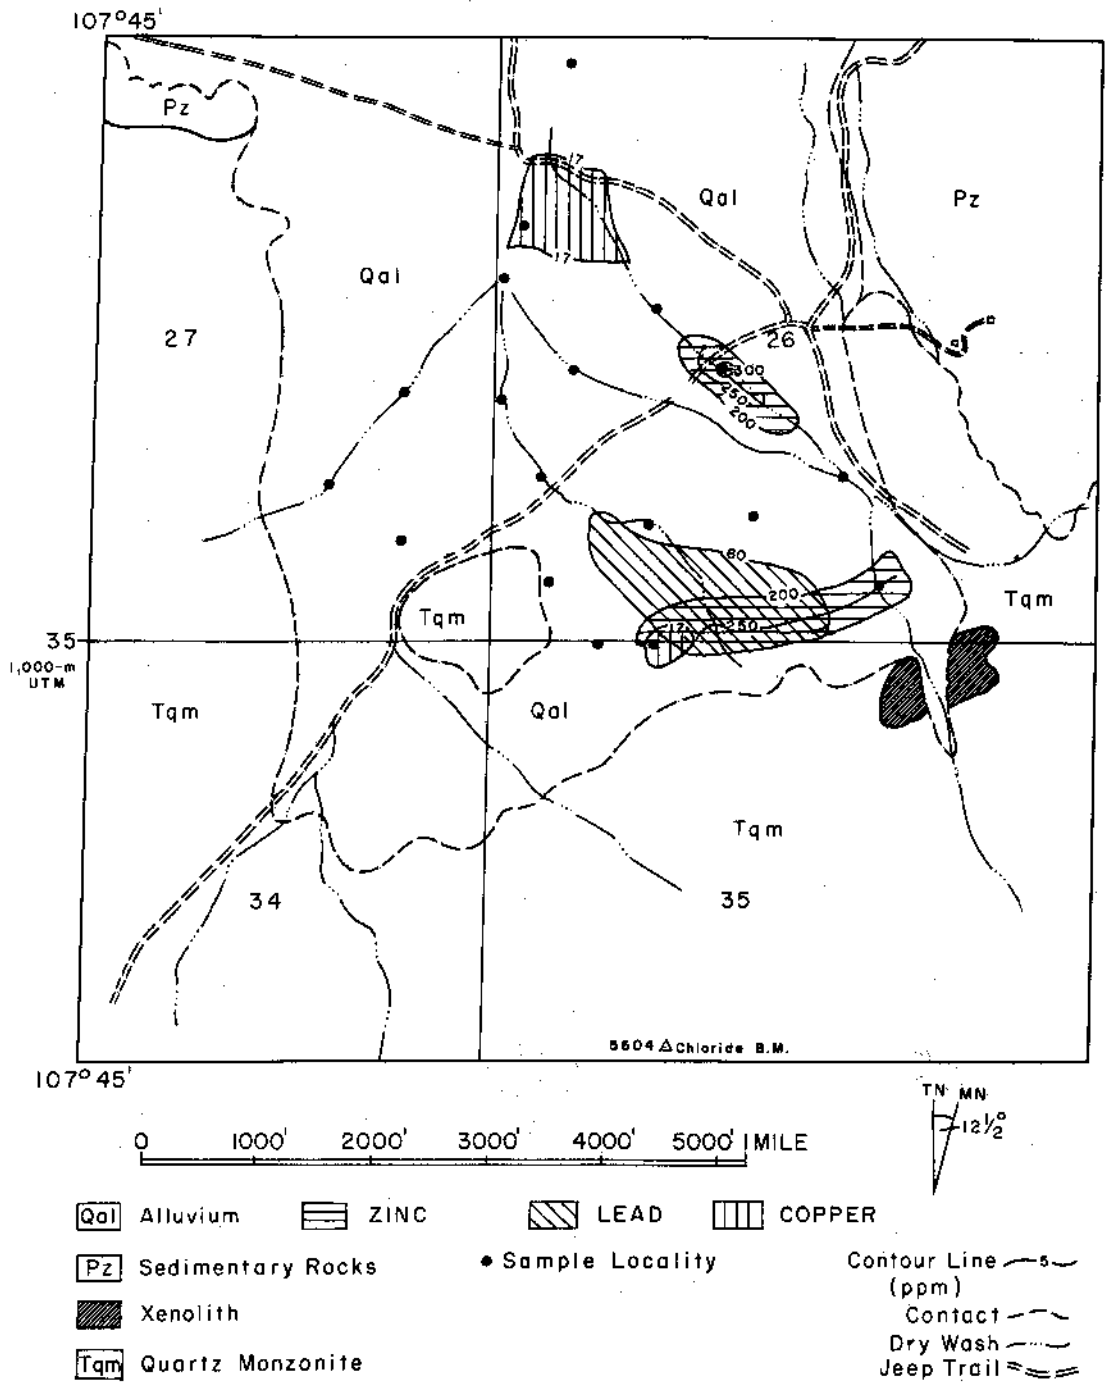 107°45'
Pz
17
Qal
Pz
17
Qal
27
26
300
250
200
60
200
Tqm
Tqm
250
17
35
1,000-m
UTM
Tqm
Qal
Tqm
34
35
5604 △ Chloride B.M.
107°45'
TN MN
12½°
0 1000' 2000' 3000' 4000' 5000' 1 MILE
Qal Alluvium ZINC LEAD COPPER
Pz Sedimentary Rocks Sample Locality Contour Line 5
(ppm)
Xenolith Contact
Dry Wash
Tqm Quartz Monzonite Jeep Trail